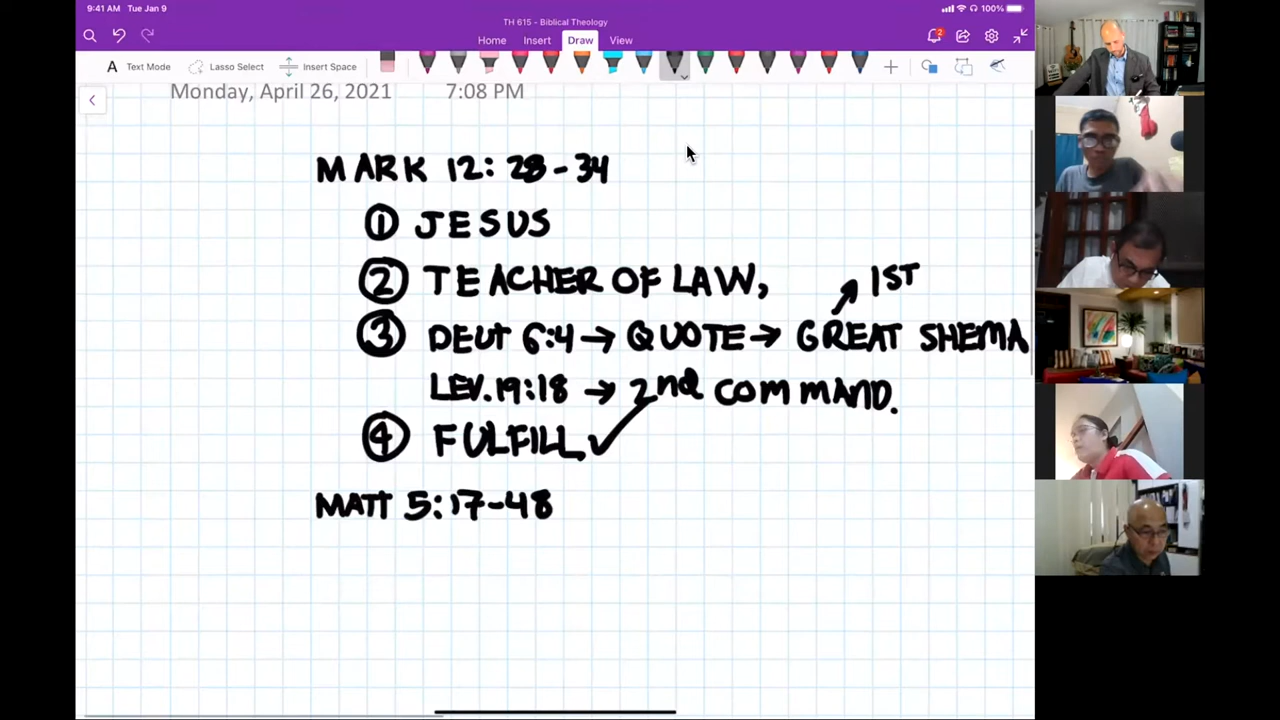 9:41 AM Tue Jan 9
100%
TH 615 - Biblical Theology
Home Insert Draw View
2
A Text Mode Lasso Select Insert Space
Monday, April 26, 2021 7:08 PM
MARK 12:28-34
① JESUS
② TEACHER OF LAW,
1ST
③ DEUT 6:4 → QUOTE → GREAT SHEMA
LEV. 19:18 → 2nd COMMAND.
④ FULFILL ✓
MATT 5:17-48